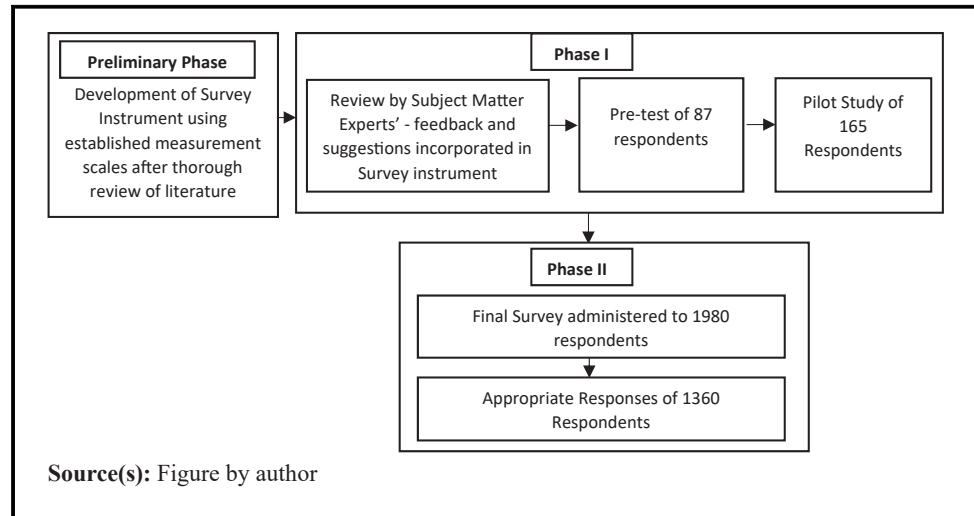 Preliminary Phase
Development of Survey
Instrument using
established measurement
scales after thorough
review of literature
Phase I
Review by Subject Matter
Experts’ - feedback and
suggestions incorporated in
Survey instrument
Pre-test of 87
respondents
Pilot Study of
165
Respondents
Phase II
Final Survey administered to 1980
respondents
Appropriate Responses of 1360
Respondents
Source(s): Figure by author